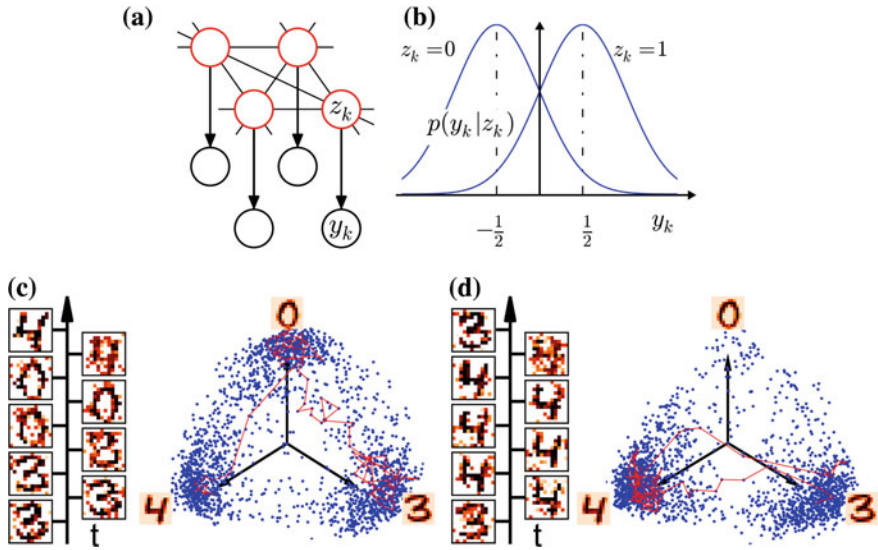 (a)
z_k
y_k
(b)
z_k = 0
z_k = 1
p(y_k|z_k)
-1/2
1/2
y_k
(c)
t
0
4
3
(d)
t
0
4
3